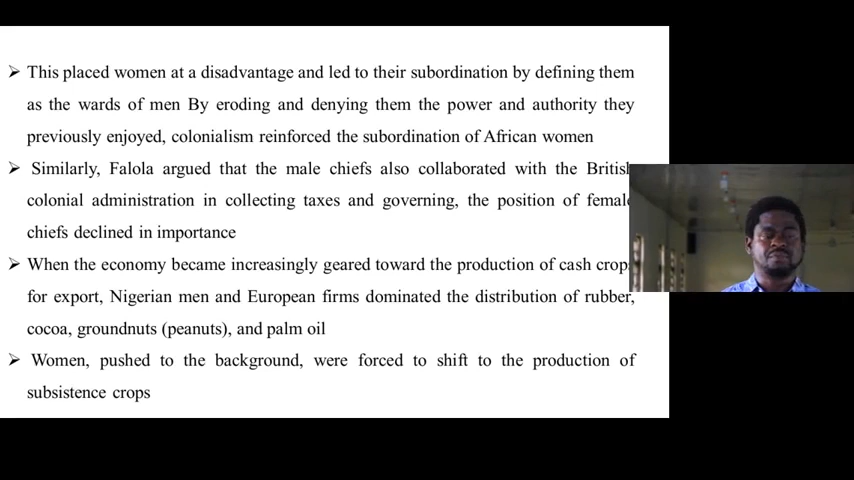 ➢ This placed women at a disadvantage and led to their subordination by defining them
as the wards of men By eroding and denying them the power and authority they
previously enjoyed, colonialism reinforced the subordination of African women
➢ Similarly, Falola argued that the male chiefs also collaborated with the British
colonial administration in collecting taxes and governing, the position of female
chiefs declined in importance
➢ When the economy became increasingly geared toward the production of cash crops
for export, Nigerian men and European firms dominated the distribution of rubber,
cocoa, groundnuts (peanuts), and palm oil
➢ Women, pushed to the background, were forced to shift to the production of
subsistence crops